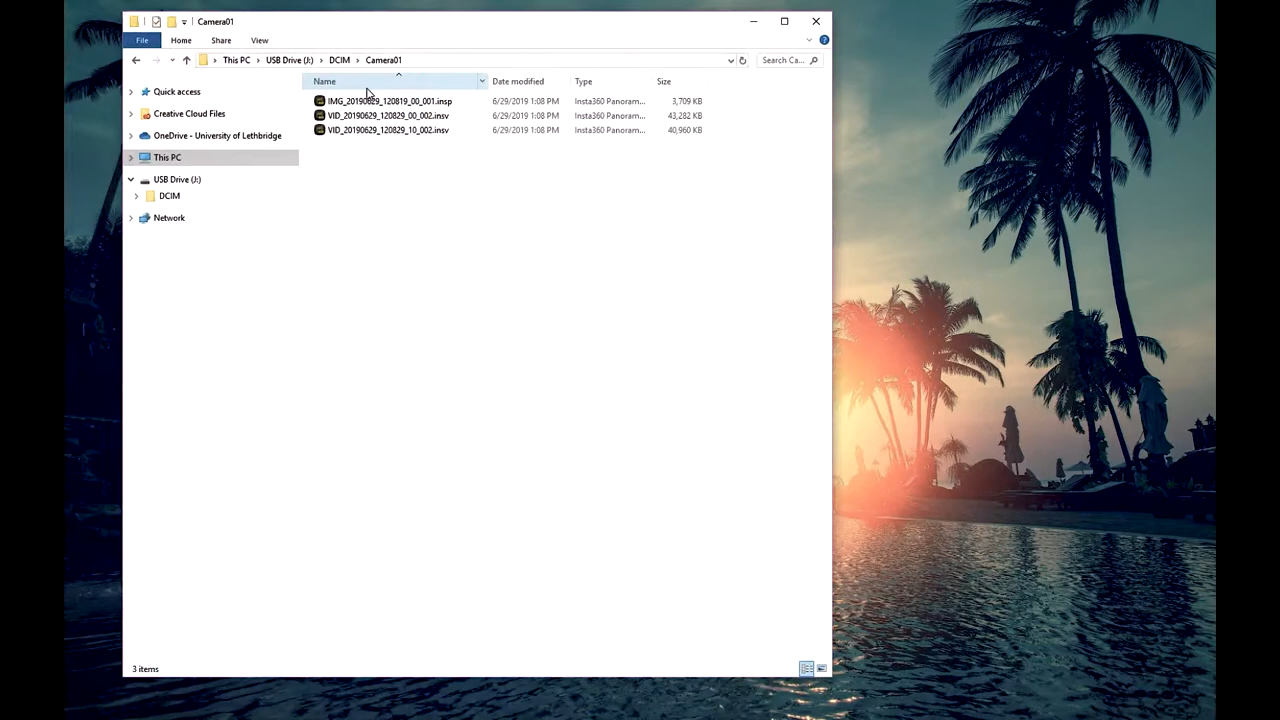 Camera01
File Home Share View
This PC USB Drive (J:) DCIM Camera01 Search Ca...
Name Date modified Type Size
Quick access
Creative Cloud Files
OneDrive - University of Lethbridge
This PC
USB Drive (J:)
DCIM
Network
IMG_20190629_120819_00_001.insp 6/29/2019 1:08 PM Insta360 Panoram... 3,709 KB
VID_20190629_120829_00_002.insv 6/29/2019 1:08 PM Insta360 Panoram... 43,282 KB
VID_20190629_120829_10_002.insv 6/29/2019 1:08 PM Insta360 Panoram... 40,960 KB
3 items